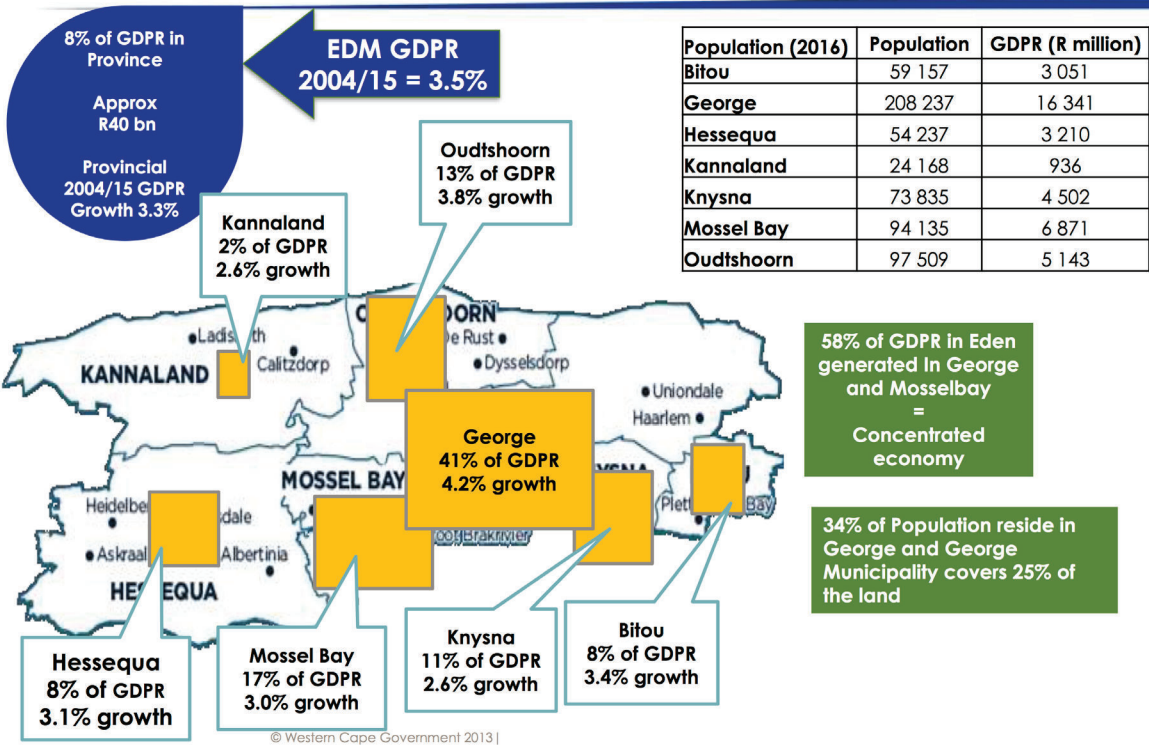 8% of GDPR in
Province
Approx
R40 bn
Provincial
2004/15 GDPR
Growth 3.3%
EDM GDPR
2004/15 = 3.5%
Population (2016) Population GDPR (R million)
Bitou 59 157 3 051
George 208 237 16 341
Hessequa 54 237 3 210
Kannaland 24 168 936
Knysna 73 835 4 502
Mossel Bay 94 135 6 871
Oudtshoorn 97 509 5 143
Oudtshoorn
13% of GDPR
3.8% growth
Kannaland
2% of GDPR
2.6% growth
De Rust
Dysselsdorp
Calitzdorp
KANNALAND
Uniondale
Haarlem
George
41% of GDPR
4.2% growth
MOSSEL BAY
Bay
Askraal
Albertinia
58% of GDPR in Eden
generated In George
and Mosselbay
=
Concentrated
economy
34% of Population reside in
George and George
Municipality covers 25% of
the land
Hessequa
8% of GDPR
3.1% growth
Mossel Bay
17% of GDPR
3.0% growth
Knysna
11% of GDPR
2.6% growth
Bitou
8% of GDPR
3.4% growth
© Western Cape Government 2013 |